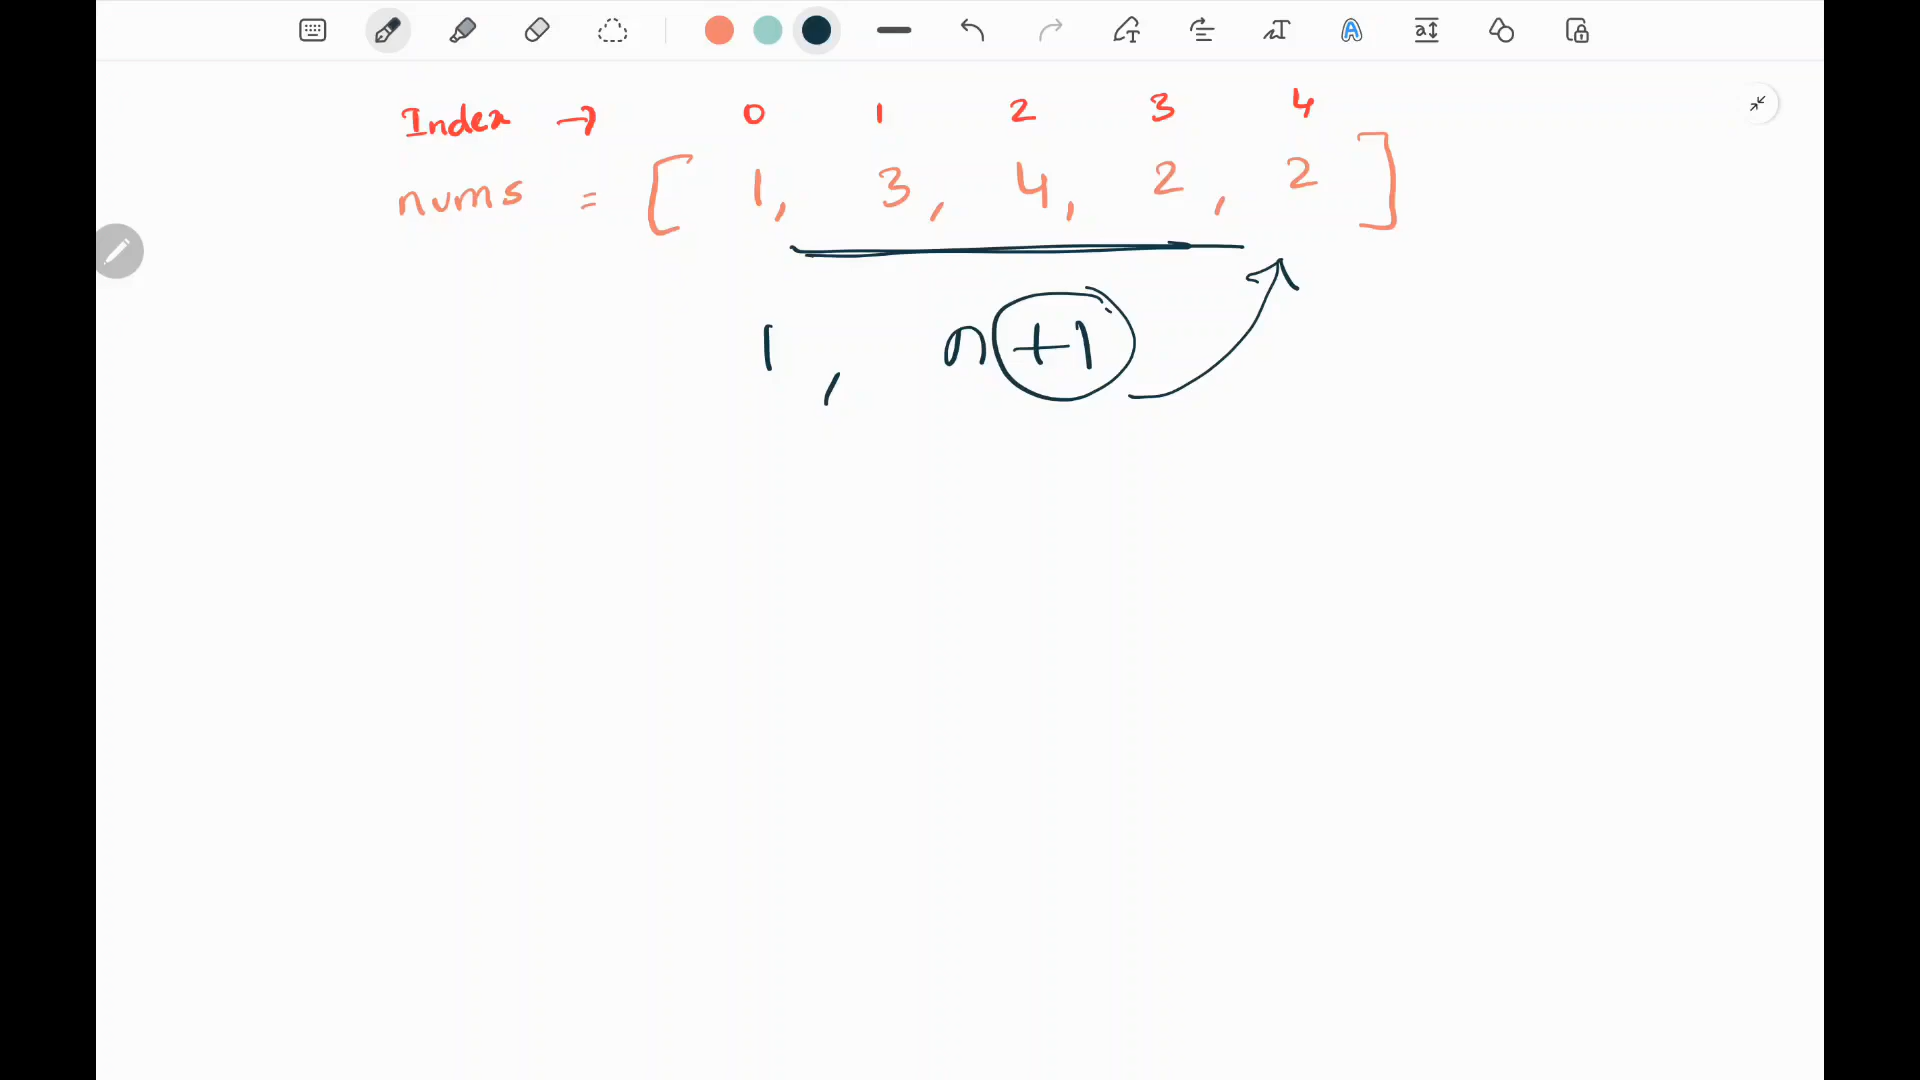 Index → 0 1 2 3 4
nums = [ 1, 3, 4, 2, 2 ]
1, n+1